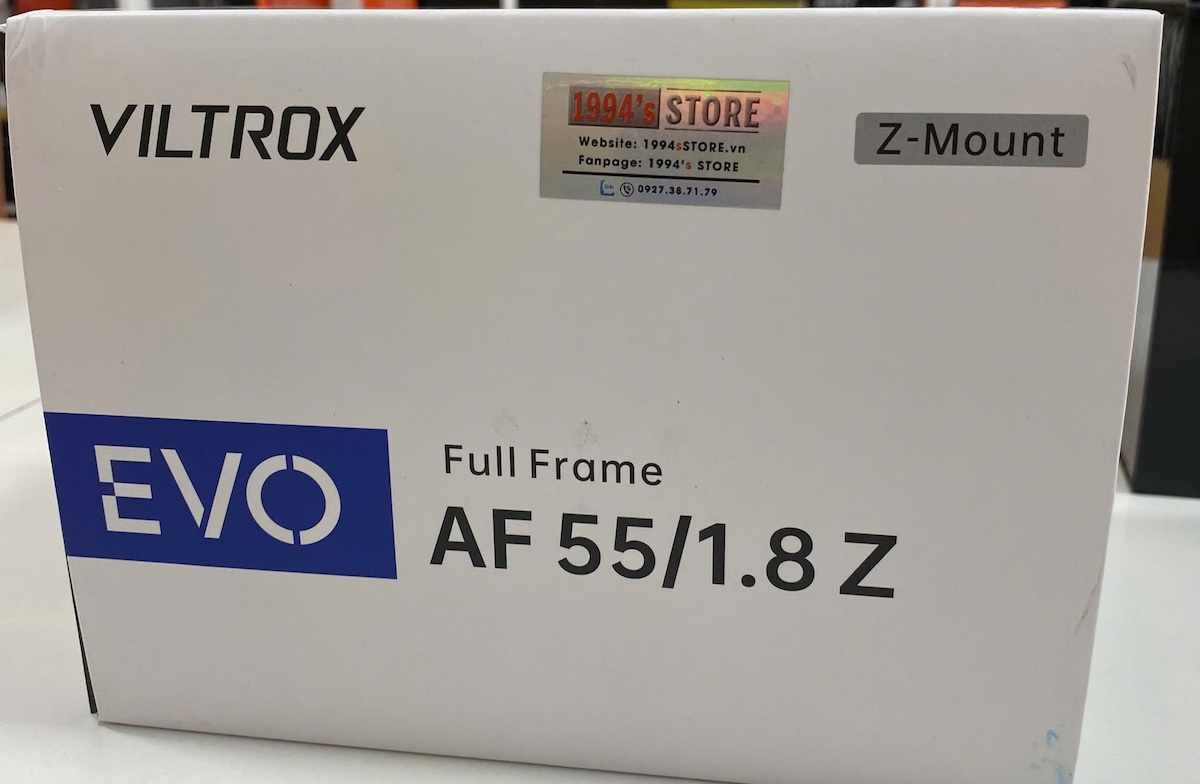 VILTROX
1994's STORE
Website: 1994sSTORE.vn
Fanpage: 1994's STORE
0927.38.71.79
Z-Mount
EVO
Full Frame
AF 55/1.8 Z